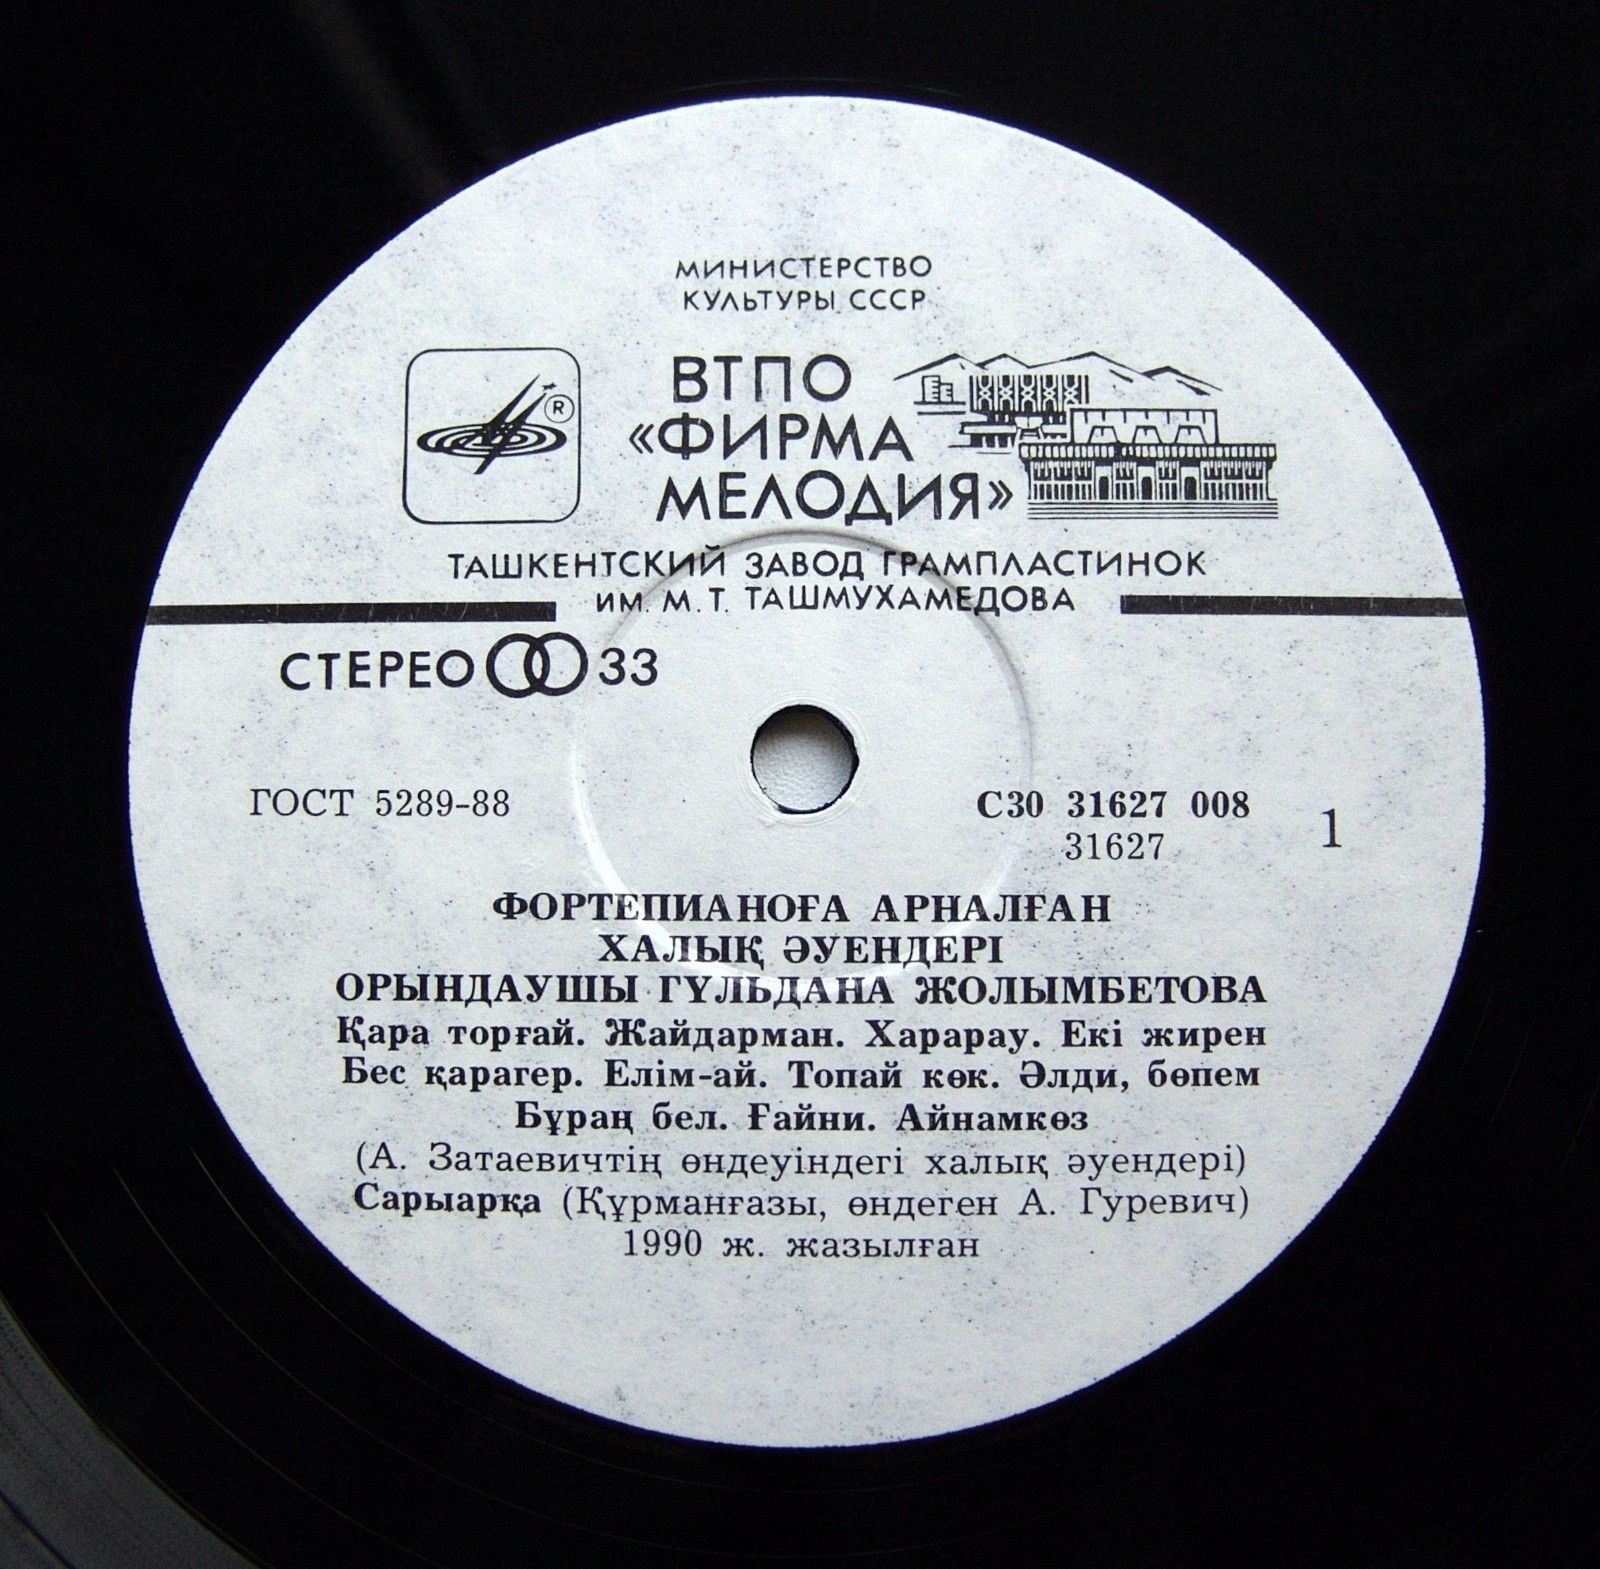 МИНИСТЕРСТВО
КУЛЬТУРЫ СССР
ВТПО
«ФИРМА
МЕЛОДИЯ»
®
ТАШКЕНТСКИЙ ЗАВОД ГРАМПЛАСТИНОК
ИМ. М. Т. ТАШМУХАМЕДОВА
СТЕРЕО 33
ГОСТ 5289-88
С30 31627 008
31627
1
ФОРТЕПИАНОҒА АРНАЛҒАН
ХАЛЫҚ ӘУЕНДЕРІ
ОРЫНДАУШЫ ГҮЛЬДАНА ЖОЛЫМБЕТОВА
Қара торғай. Жайдарман. Харарау. Екі жирен
Бес қарагер. Елім-ай. Топай көк. Әлди, бөпем
Бұраң бел. Ғайни. Айнамкөз
(А. Затаевичтің өндеуіндегі халық әуендері)
Сарыарқа (Құрманғазы, өндеген А. Гуревич)
1990 ж. жазылған